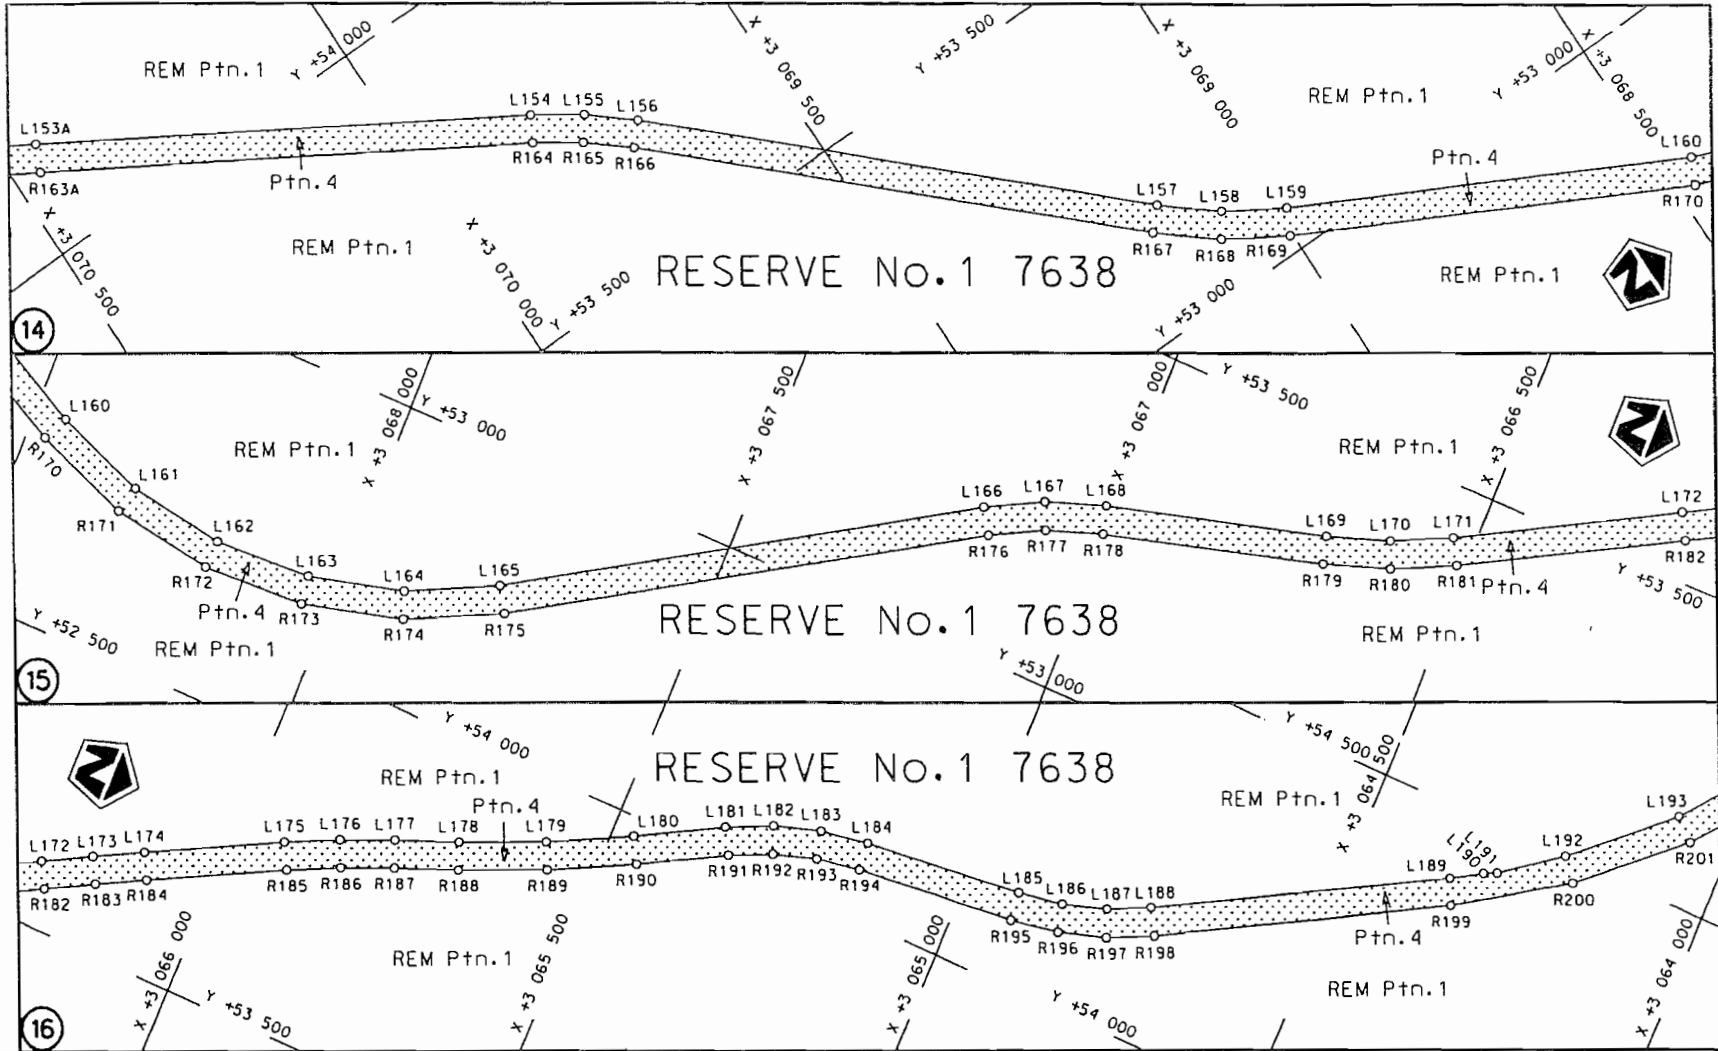 REM Ptn.1
Y +54 000
X +3 069 500
Y +53 500
X +3 069 000
REM Ptn.1
Y +53 000
X +3 068 500
L153A
L154
L155
L156
L157
L158
L159
L160
R163A
R164
R165
R166
R167
R168
R169
R170
Ptn.4
Ptn.4
X +3 070 500
REM Ptn.1
X +3 070 000
Y +53 500
RESERVE No.1 7638
Y +53 000
REM Ptn.1
14
L160
L161
L162
L163
L164
L165
L166
L167
L168
L169
L170
L171
L172
R170
R171
R172
R173
R174
R175
R176
R177
R178
R179
R180
R181
R182
REM Ptn.1
X +3 068 000
Y +53 000
X +3 067 500
X +3 067 000
Y +53 500
REM Ptn.1
X +3 066 500
Ptn.4
Ptn.4
Y +52 500
REM Ptn.1
RESERVE No.1 7638
Y +53 000
REM Ptn.1
Y +53 500
15
Y +54 000
REM Ptn.1
RESERVE No.1 7638
Y +54 500
X +3 064 500
REM Ptn.1
Ptn.4
L172
L173
L174
L175
L176
L177
L178
L179
L180
L181
L182
L183
L184
L185
L186
L187
L188
L189
L190
L191
L192
L193
R182
R183
R184
R185
R186
R187
R188
R189
R190
R191
R192
R193
R194
R195
R196
R197
R198
R199
R200
R201
Ptn.4
X +3 066 000
Y +53 500
REM Ptn.1
X +3 065 500
X +3 065 000
Y +54 000
REM Ptn.1
X +3 064 000
16